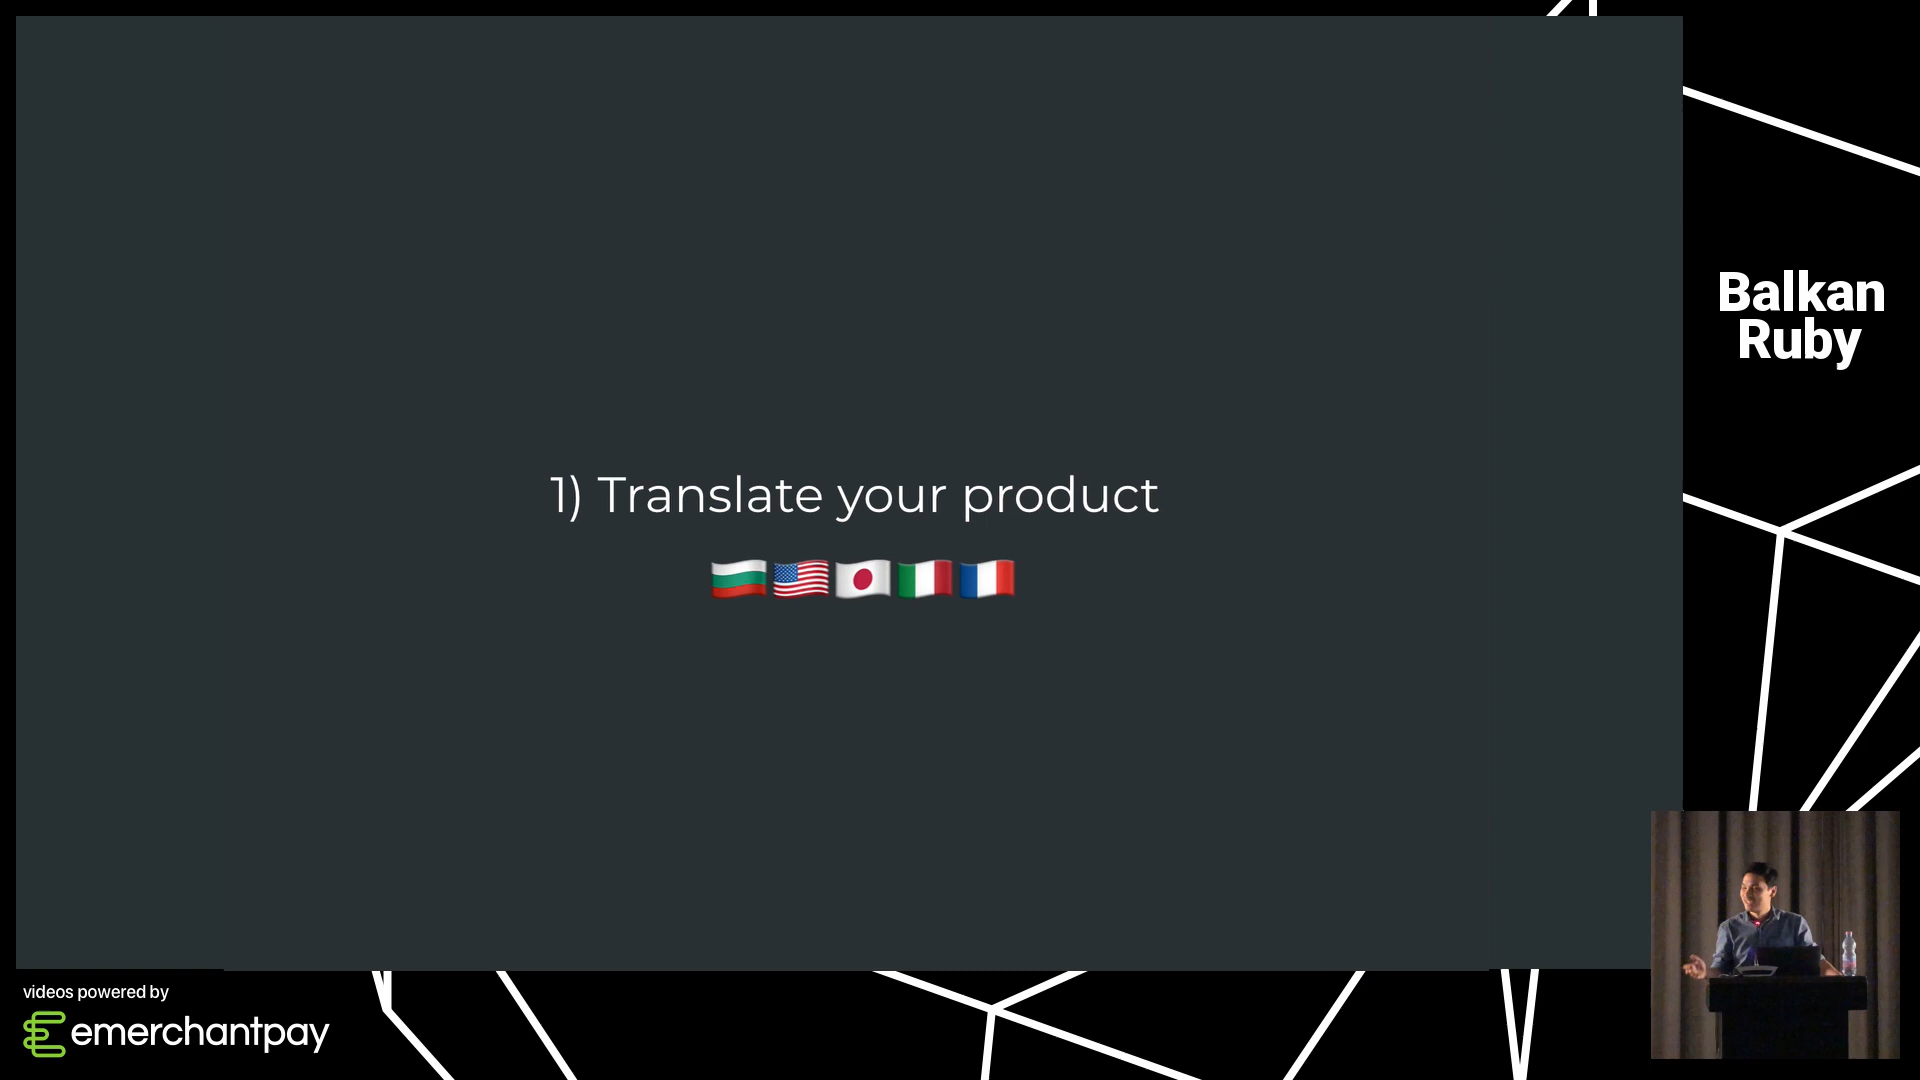 1) Translate your product
🇧🇬🇺🇸🇯🇵🇮🇹🇫🇷
Balkan
Ruby
videos powered by
emerchantpay